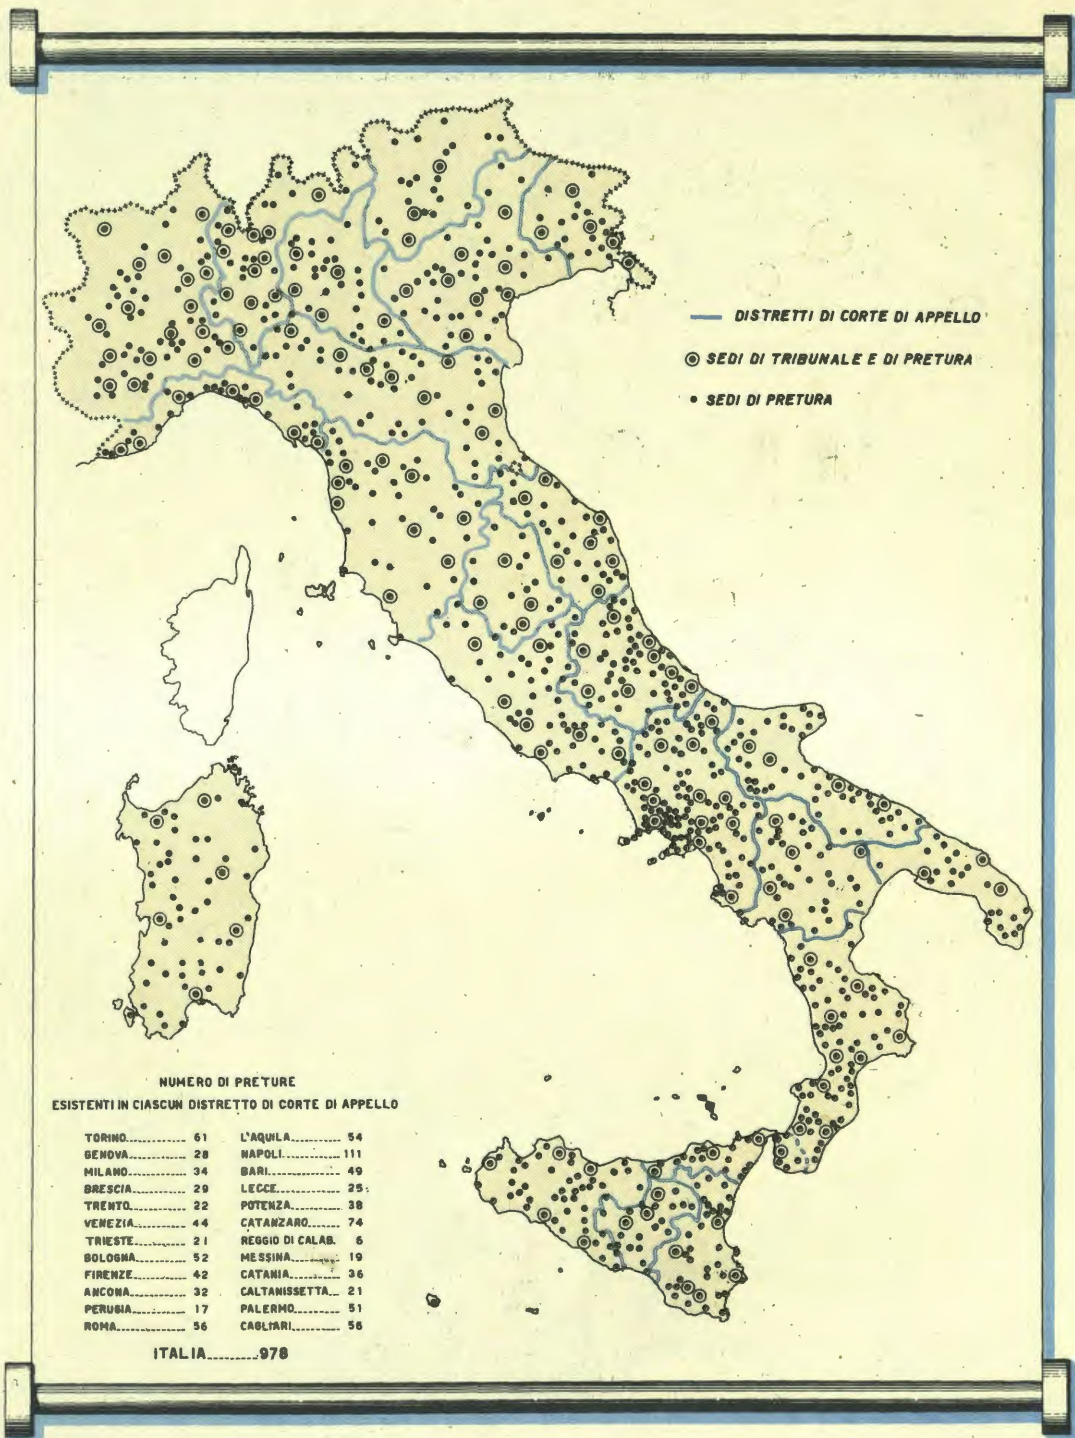 DISTRETTI DI CORTE DI APPELLO
SEDI DI TRIBUNALE E DI PRETURA
SEDI DI PRETURA
NUMERO DI PRETURE
ESISTENTI IN CIASCUN DISTRETTO DI CORTE DI APPELLO
TORINO 61
GENOVA 28
MILANO 34
BRESCIA 29
TRENTO 22
VENEZIA 44
TRIESTE 21
BOLOGNA 52
FIRENZE 42
ANCONA 32
PERUGIA 17
ROMA 56
L'AQUILA 54
NAPOLI 111
BARI 49
LECCE 25
POTENZA 38
CATANZARO 74
REGGIO DI CALAB. 6
MESSINA 19
CATANIA 36
CALTANISSETTA 21
PALERMO 51
CAGLIARI 56
ITALIA 978